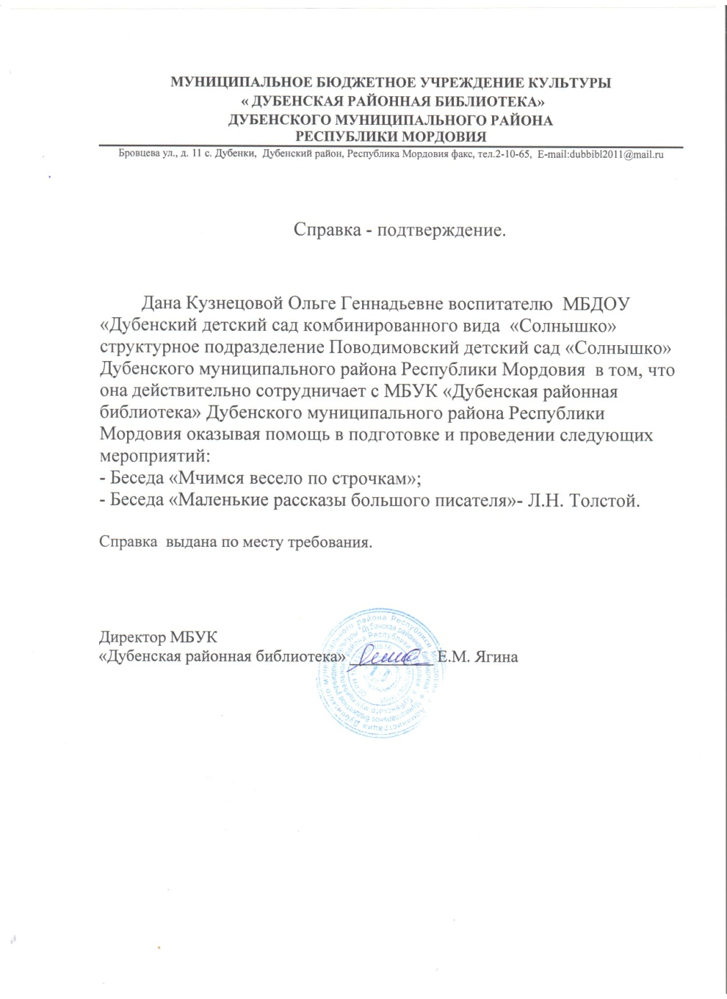 МУНИЦИПАЛЬНОЕ БЮДЖЕТНОЕ УЧРЕЖДЕНИЕ КУЛЬТУРЫ
« ДУБЕНСКАЯ РАЙОННАЯ БИБЛИОТЕКА»
ДУБЕНСКОГО МУНИЦИПАЛЬНОГО РАЙОНА
РЕСПУБЛИКИ МОРДОВИЯ
Бровцева ул., д. 11 с. Дубенки, Дубенский район, Республика Мордовия факс, тел.2-10-65, E-mail:dubbibl2011@mail.ru
Справка - подтверждение.
Дана Кузнецовой Ольге Геннадьевне воспитателю МБДОУ
«Дубенский детский сад комбинированного вида «Солнышко»
структурное подразделение Поводимовский детский сад «Солнышко»
Дубенского муниципального района Республики Мордовия в том, что
она действительно сотрудничает с МБУК «Дубенская районная
библиотека» Дубенского муниципального района Республики
Мордовия оказывая помощь в подготовке и проведении следующих
мероприятий:
- Беседа «Мчимся весело по строчкам»;
- Беседа «Маленькие рассказы большого писателя»- Л.Н. Толстой.
Справка выдана по месту требования.
Директор МБУК
«Дубенская районная библиотека» __________ Е.М. Ягина